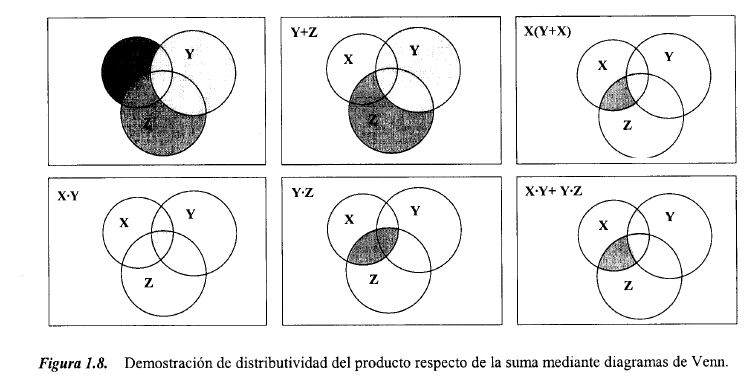 Y
Z
Y+Z
X
Y
Z
X(Y+X)
X
Y
Z
X·Y
X
Y
Z
Y·Z
X
Y
Z
X·Y+ Y·Z
X
Y
Z
Figura 1.8. Demostración de distributividad del producto respecto de la suma mediante diagramas de Venn.